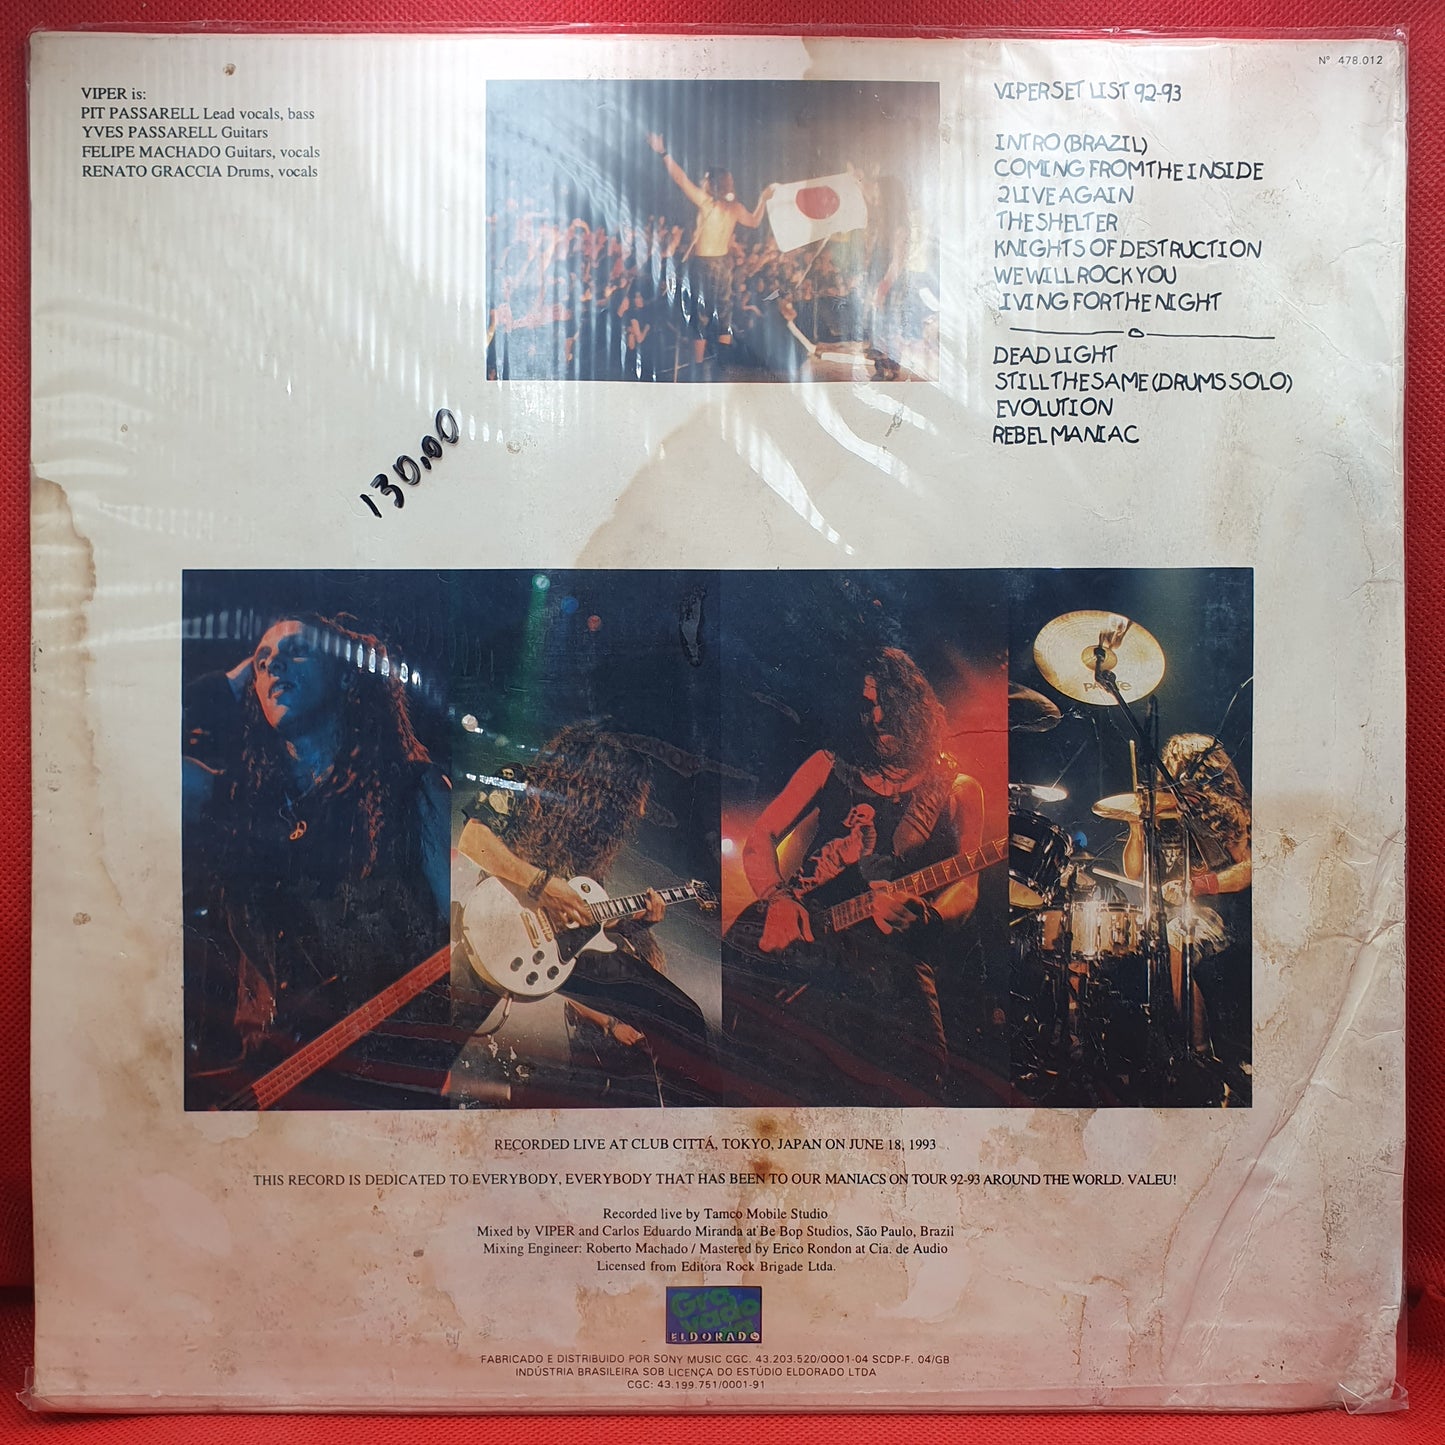 Nº 478.012
VIPER is:
PIT PASSARELL Lead vocals, bass
YVES PASSARELL Guitars
FELIPE MACHADO Guitars, vocals
RENATO GRACCIA Drums, vocals
VIPER SET LIST 92-93
INTRO (BRAZIL)
COMING FROM THE INSIDE
2 LIVE AGAIN
THE SHELTER
KNIGHTS OF DESTRUCTION
WE WILL ROCK YOU
LIVING FOR THE NIGHT
DEAD LIGHT
STILL THE SAME (DRUMS SOLO)
EVOLUTION
REBEL MANIAC
130,00
PAISTE
RECORDED LIVE AT CLUB CITTÁ, TOKYO, JAPAN ON JUNE 18, 1993
THIS RECORD IS DEDICATED TO EVERYBODY, EVERYBODY THAT HAS BEEN TO OUR MANIACS ON TOUR 92-93 AROUND THE WORLD. VALEU!
Recorded live by Tamco Mobile Studio
Mixed by VIPER and Carlos Eduardo Miranda at Be Bop Studios, São Paulo, Brazil
Mixing Engineer: Roberto Machado / Mastered by Erico Rondon at Cia. de Audio
Licensed from Editora Rock Brigade Ltda.
Gra
vado
ra
ELDORADO
FABRICADO E DISTRIBUIDO POR SONY MUSIC CGC. 43.203.520/0001-04 SCDP-F. 04/GB
INDÚSTRIA BRASILEIRA SOB LICENÇA DO ESTÚDIO ELDORADO LTDA
CGC: 43.199.751/0001-91